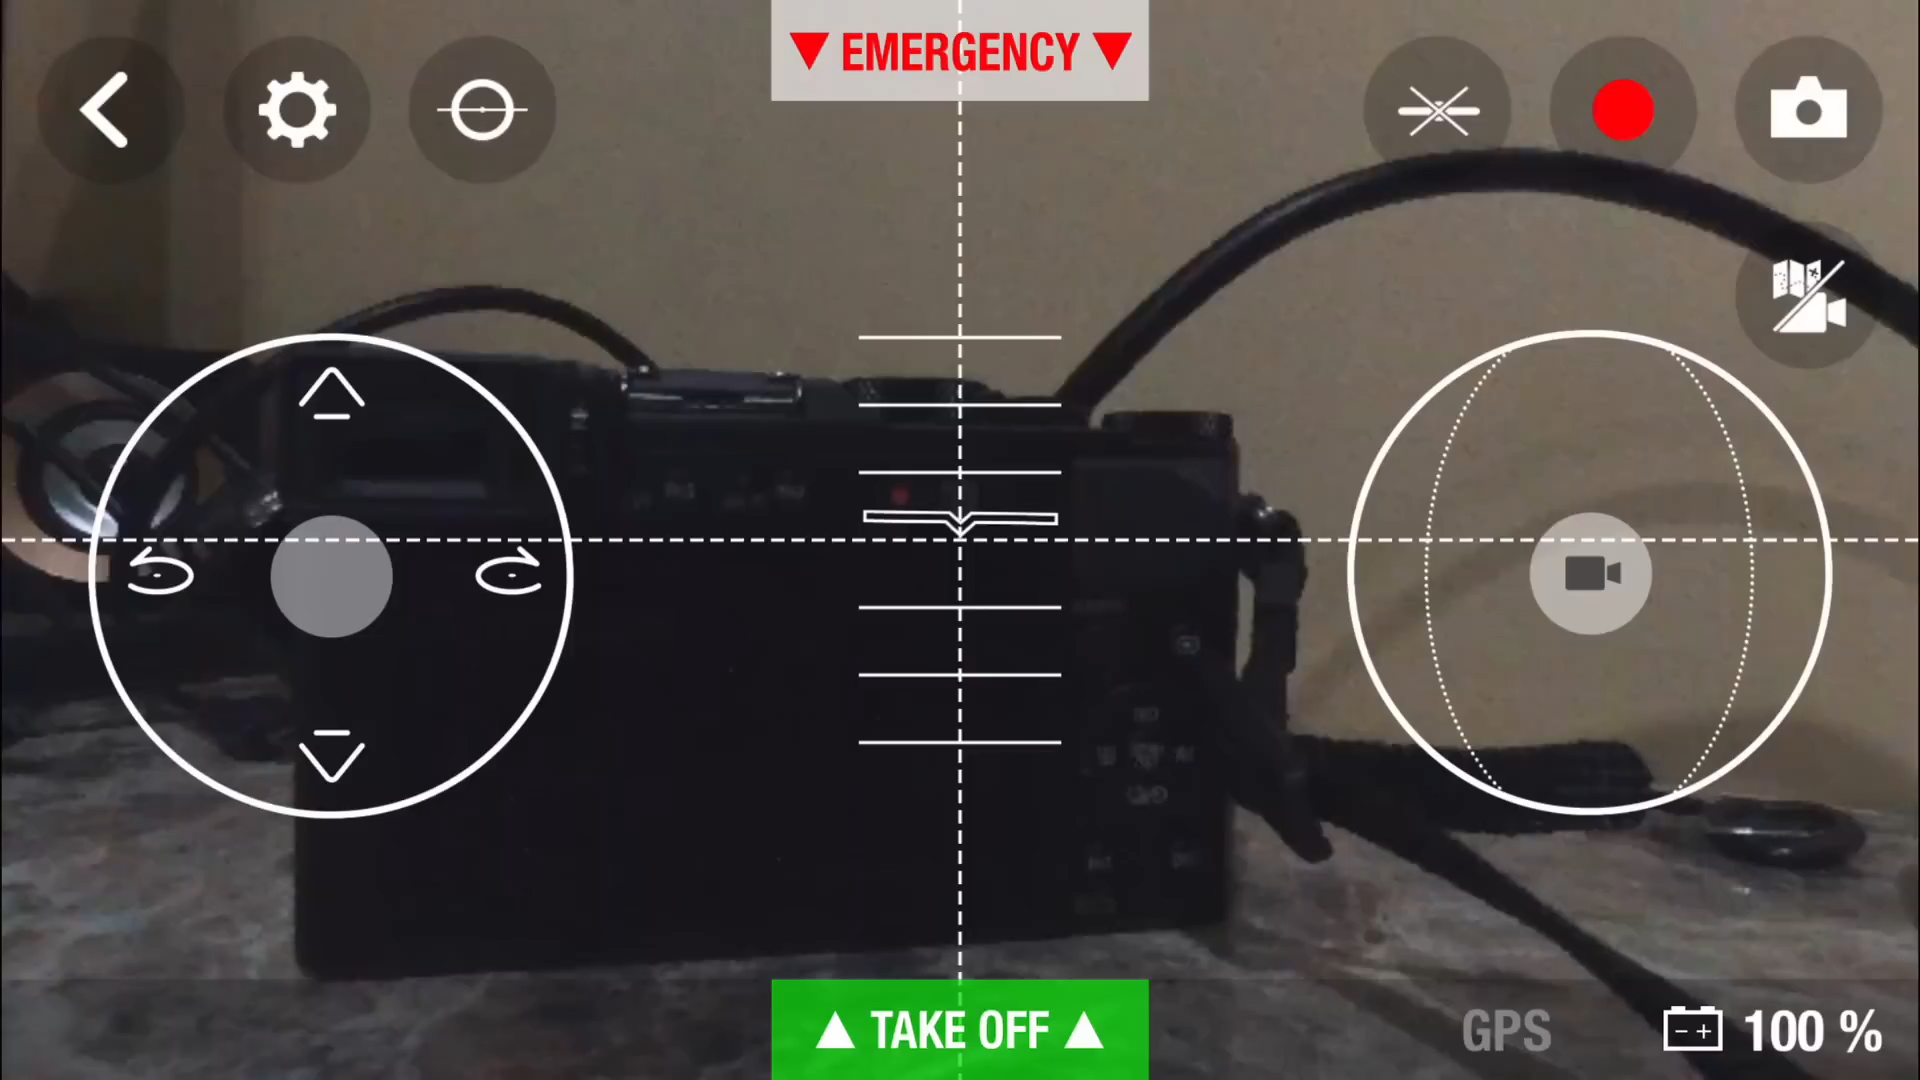 ▼ EMERGENCY ▼
▲ TAKE OFF ▲
GPS
100 %